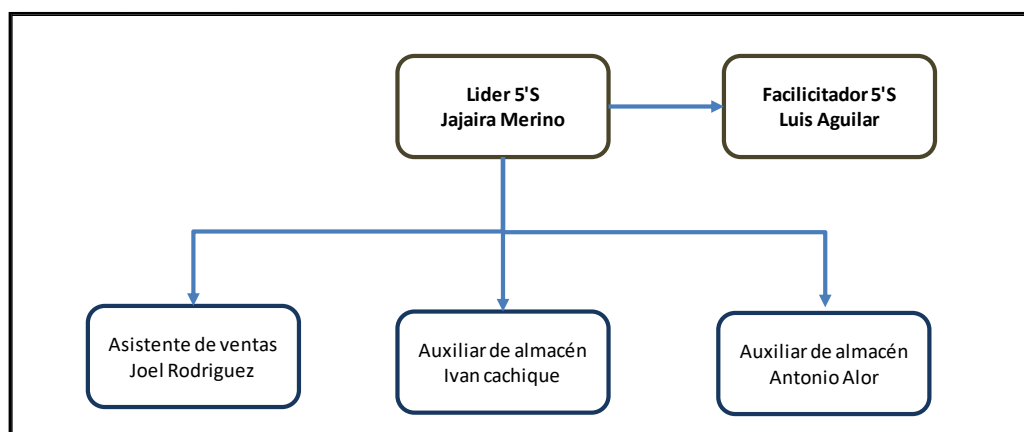 Lider 5'S
Jajaira Merino
Facilicitador 5'S
Luis Aguilar
Asistente de ventas
Joel Rodriguez
Auxiliar de almacén
Ivan cachique
Auxiliar de almacén
Antonio Alor